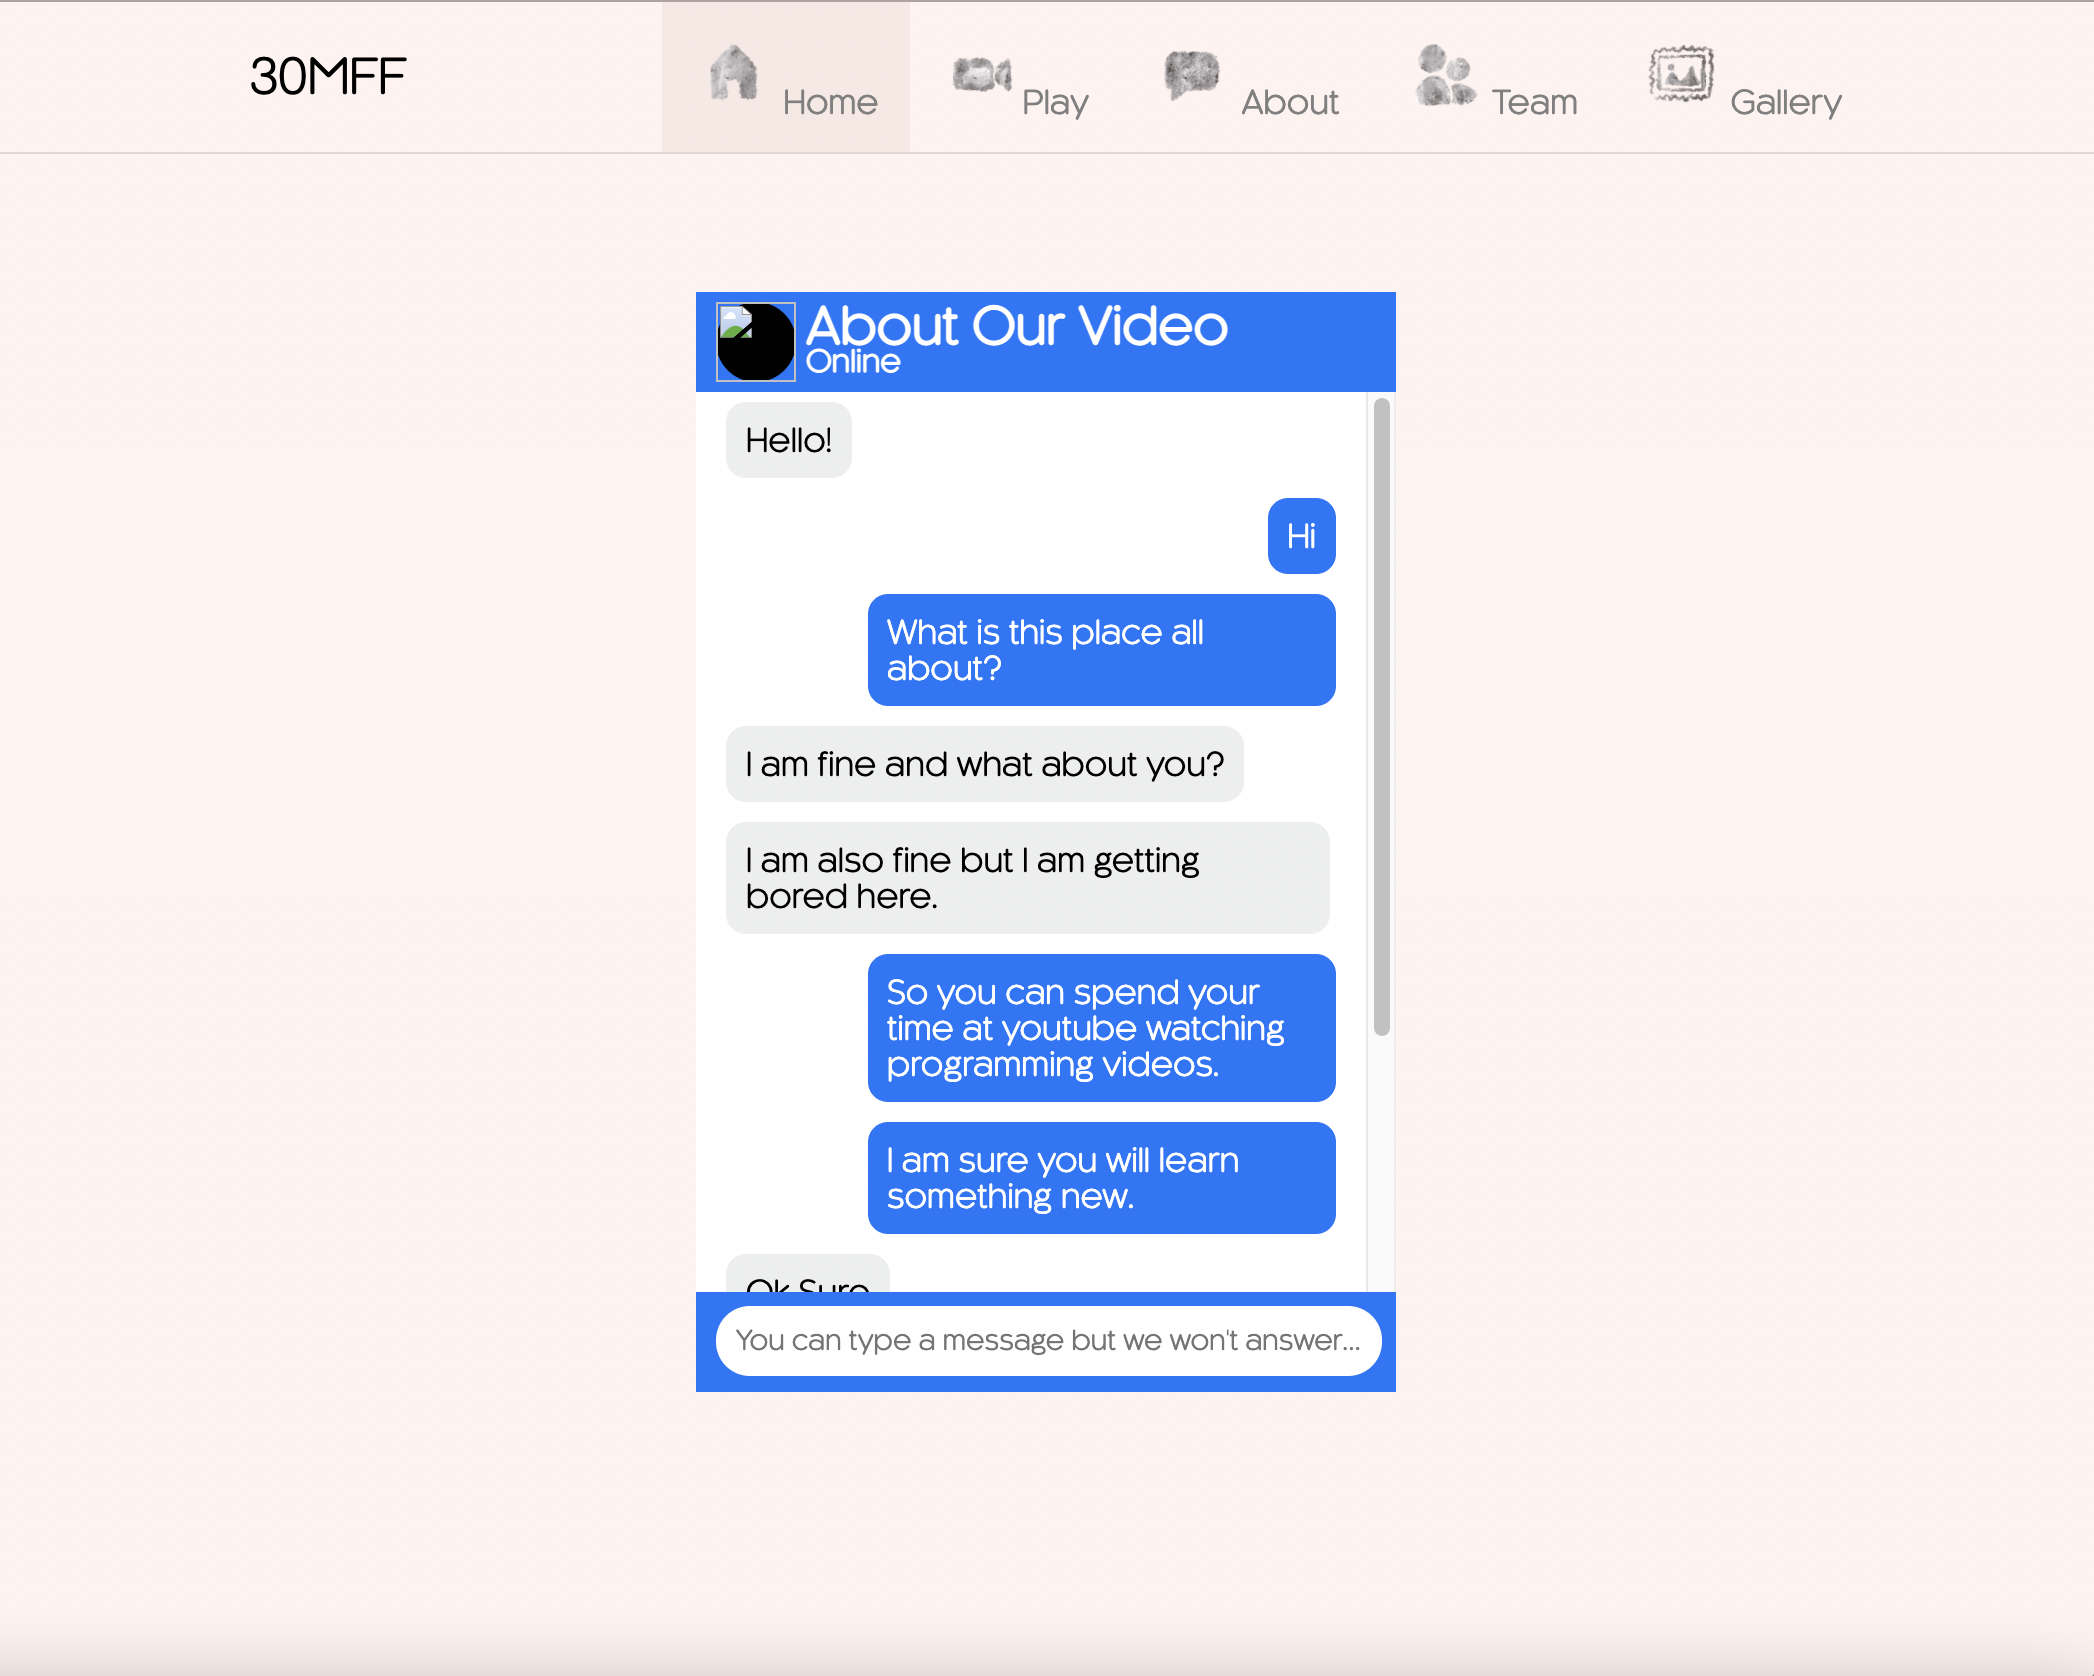 30MFF
Home
Play
About
Team
Gallery
About Our Video
Online
Hello!
Hi
What is this place all
about?
I am fine and what about you?
I am also fine but I am getting
bored here.
So you can spend your
time at youtube watching
programming videos.
I am sure you will learn
something new.
Ok Sure
You can type a message but we won't answer...